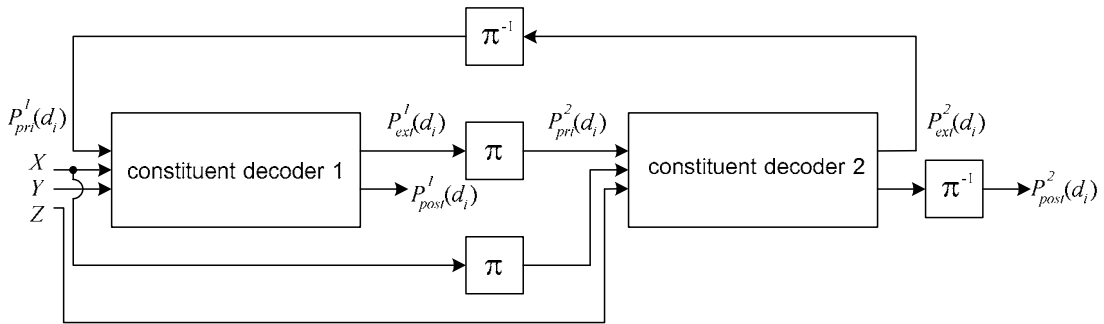 π⁻¹
P¹ₚᵣᵢ(dᵢ)
P¹ₑₓₜ(dᵢ)
P²ₚᵣᵢ(dᵢ)
P²ₑₓₜ(dᵢ)
X
Y
Z
constituent decoder 1
π
constituent decoder 2
P¹ₚₒₛₜ(dᵢ)
π⁻¹
P²ₚₒₛₜ(dᵢ)
π